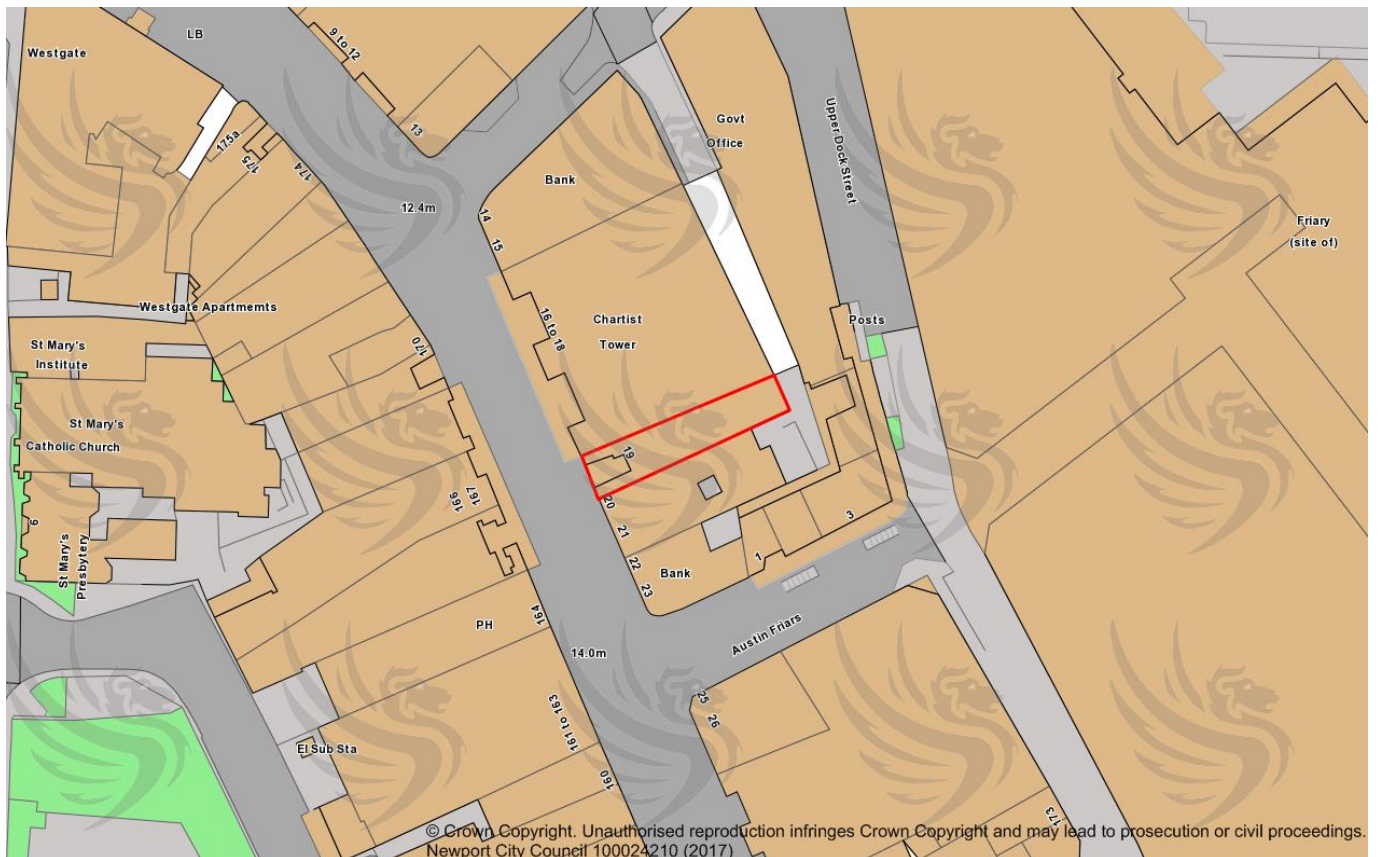 LB
9 to 12
Westgate
13
175a
175
174
Govt
Office
Upper Dock Street
Bank
12.4m
14
15
Friary
(site of)
Westgate Apartmemts
16 to 18
Chartist
Tower
Posts
St Mary's
Institute
170
St Mary's
Catholic Church
19
167
166
20
21
3
9
St Mary's
Presbytery
22
23
Bank
1
PH
164
14.0m
Austin Friars
25
26
161 to 163
El Sub Sta
160
173
© Crown Copyright. Unauthorised reproduction infringes Crown Copyright and may lead to prosecution or civil proceedings.
Newport City Council 100024210 (2017)